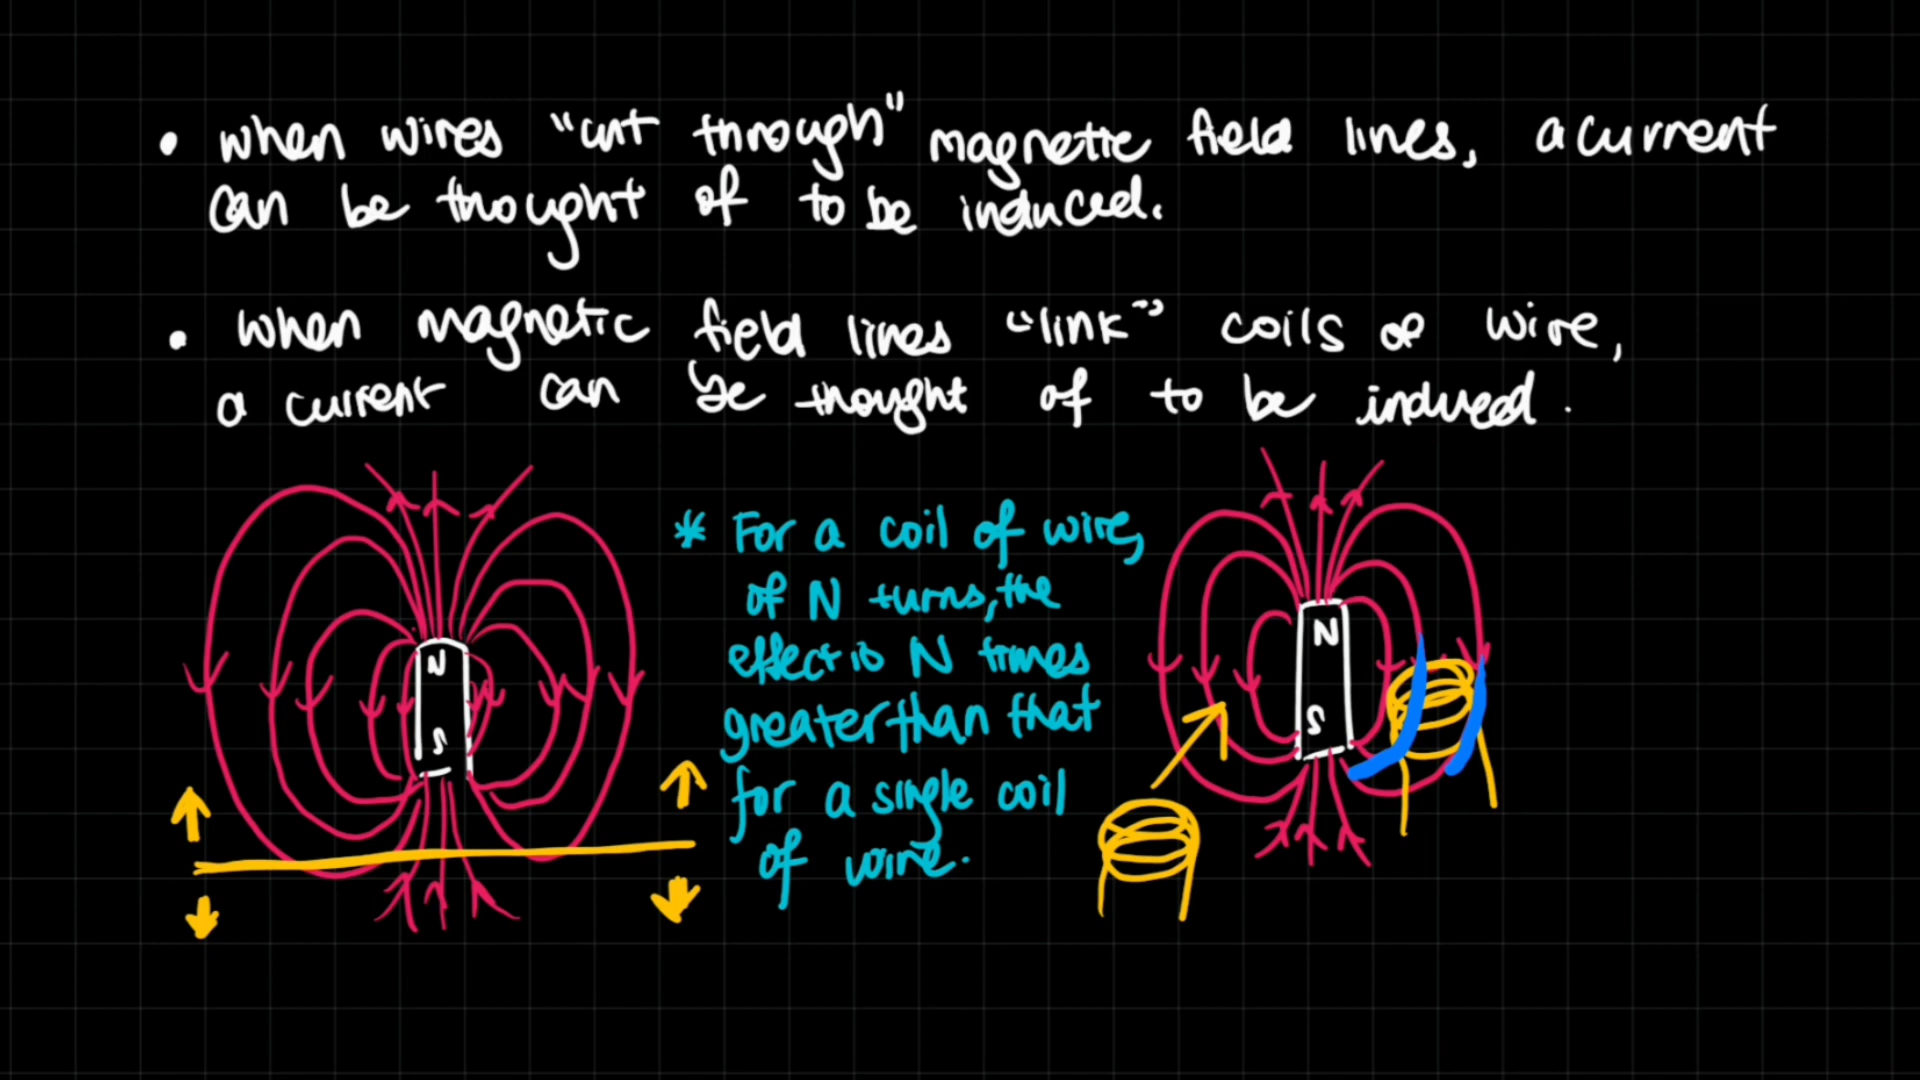 • when wires "cut through" magnetic field lines, a current
can be thought of to be induced.
• when magnetic field lines "link" coils of wire,
a current can be thought of to be induced.
* For a coil of wire,
of N turns, the
effect is N times
greater than that
for a single coil
of wire.
N
S
N
S